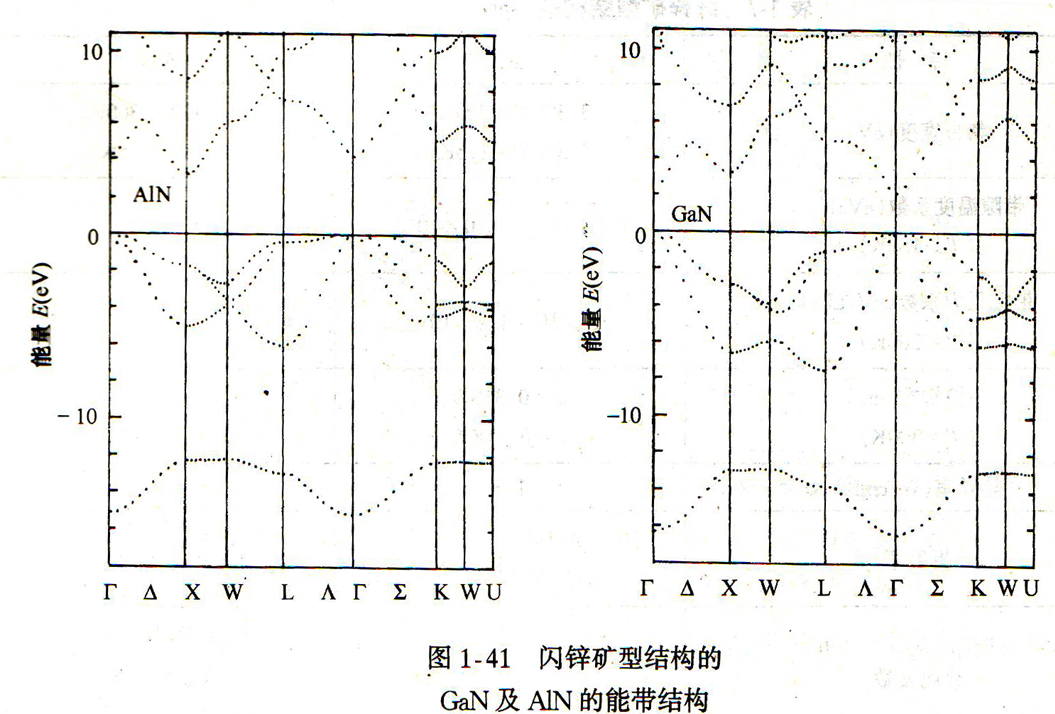 10
AlN
0
能量 E(eV)
－10
Γ Δ X W L Λ Γ Σ K W U
10
GaN
0
能量 E(eV)
－10
Γ Δ X W L Λ Γ Σ K W U
图 1-41 闪锌矿型结构的
GaN 及 AlN 的能带结构